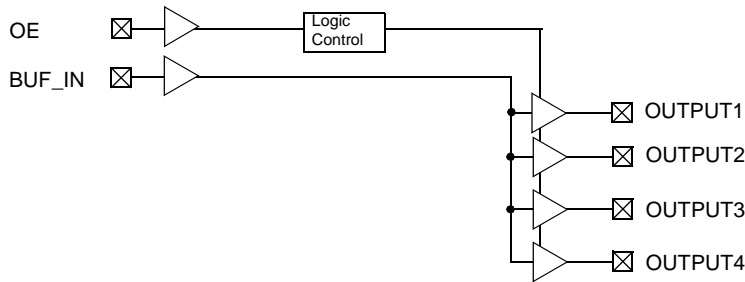 OE
Logic
Control
BUF_IN
OUTPUT1
OUTPUT2
OUTPUT3
OUTPUT4